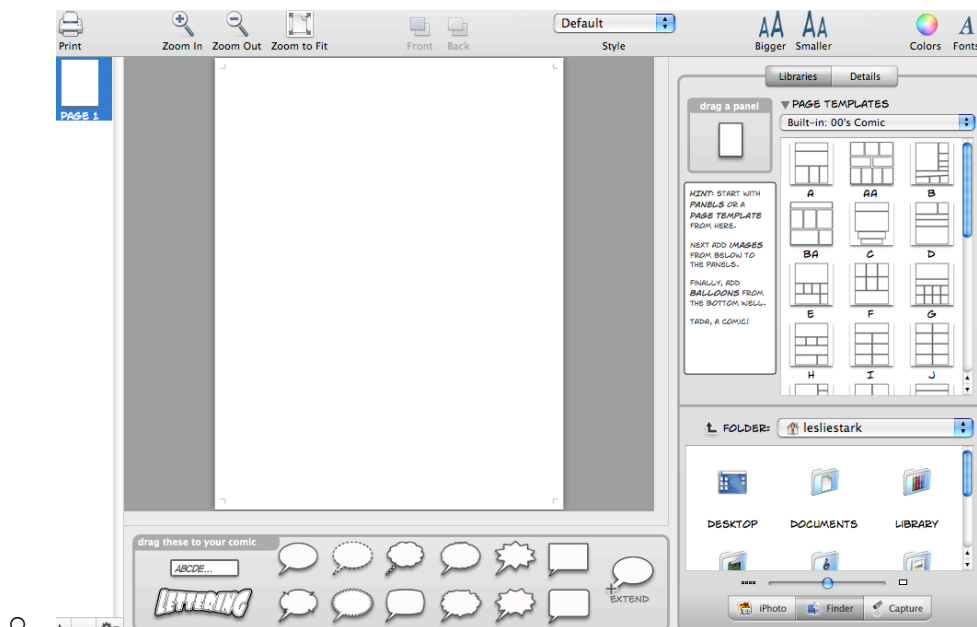 Default
Print
Zoom In
Zoom Out
Zoom to Fit
Front
Back
Style
Bigger
Smaller
Colors
Fonts
PAGE 1
Libraries
Details
drag a panel
PAGE TEMPLATES
Built-in: 00's Comic
A
AA
B
BA
C
D
E
F
G
H
I
J
HINT: START WITH
PANELS OR A
PAGE TEMPLATE
FROM HERE.
NEXT ADD IMAGES
FROM BELOW TO
THE PANELS.
FINALLY, ADD
BALLOONS FROM
THE BOTTOM WELL.
TADA, A COMIC!
FOLDER:
lesliestark
DESKTOP
DOCUMENTS
LIBRARY
iPhoto
Finder
Capture
drag these to your comic
ABCDE...
LETTERING
EXTEND